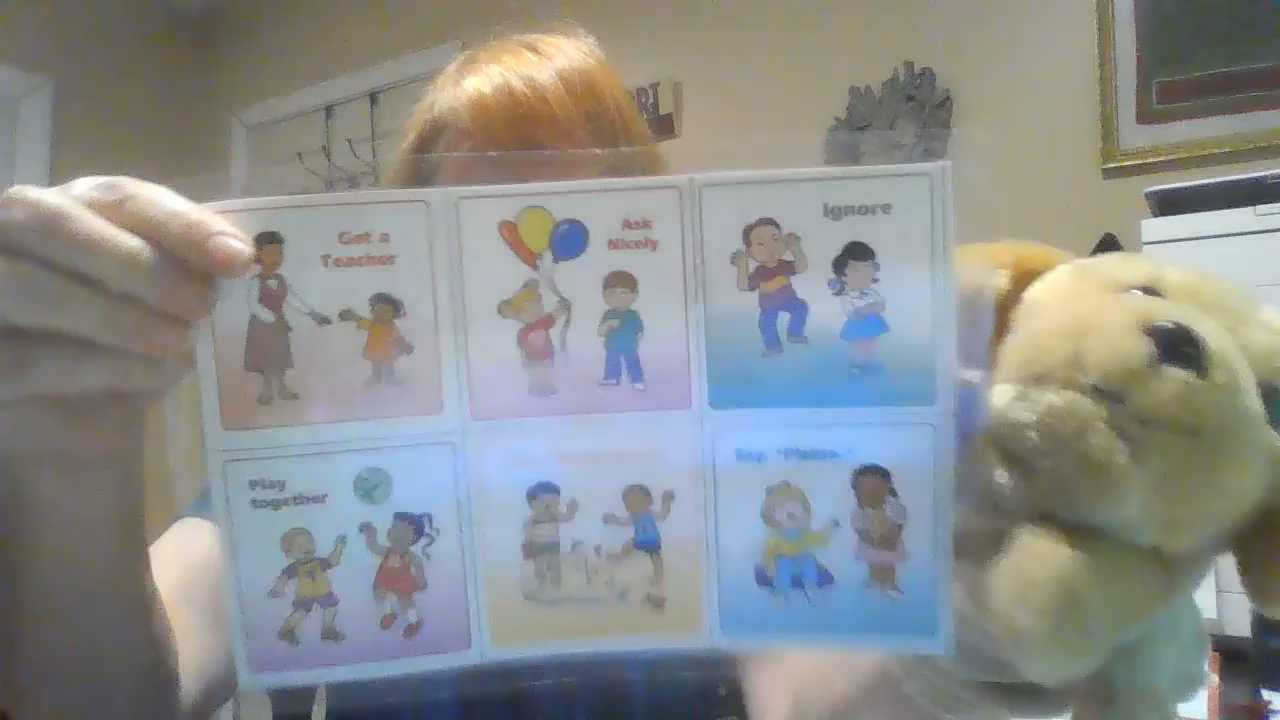 Get a
Teacher
Ask
Nicely
Ignore
Play
together
Say, "Please."